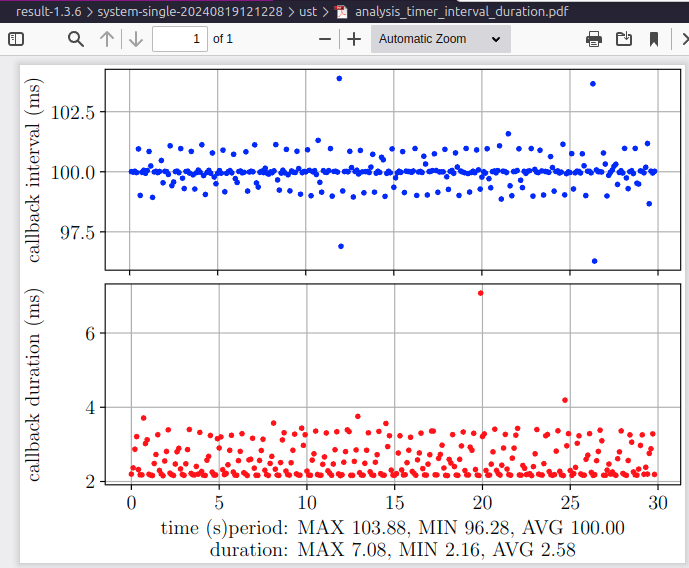 result-1.3.6 > system-single-20240819121228 > ust > analysis_timer_interval_duration.pdf
1 of 1 Automatic Zoom
callback interval (ms)
102.5
100.0
97.5
callback duration (ms)
6
4
2
0 5 10 15 20 25 30
time (s)period: MAX 103.88, MIN 96.28, AVG 100.00
duration: MAX 7.08, MIN 2.16, AVG 2.58